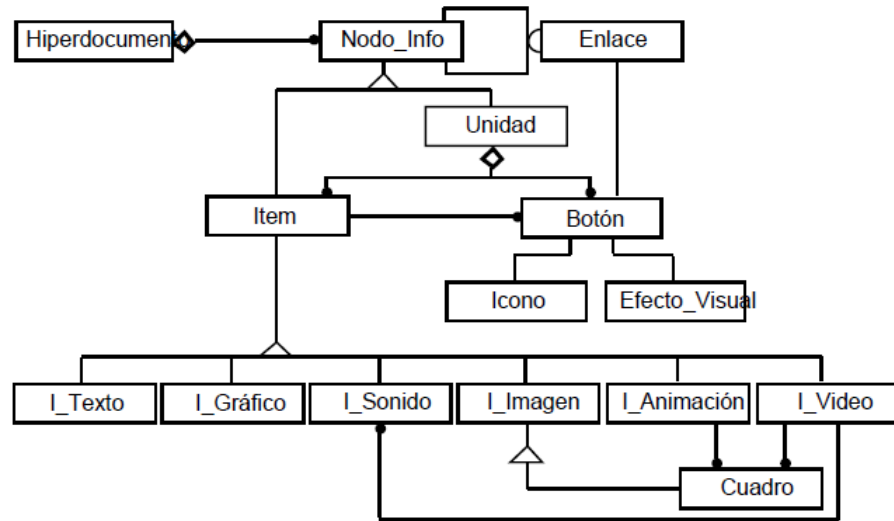 Hiperdocument
Nodo_Info
Enlace
Unidad
Item
Botón
Icono
Efecto_Visual
I_Texto
I_Gráfico
I_Sonido
I_Imagen
I_Animación
I_Video
Cuadro